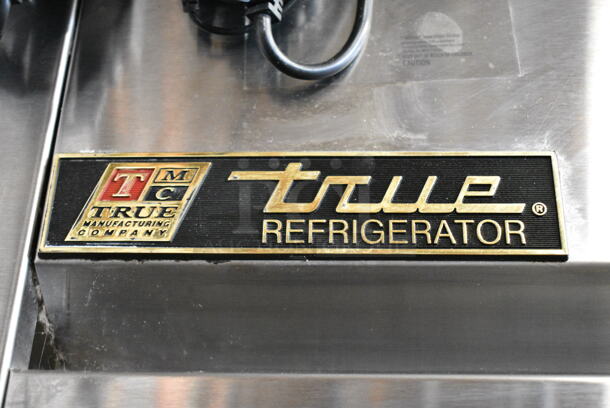 T M
C
TRUE
MANUFACTURING
COMPANY
true®
REFRIGERATOR
CAUTION